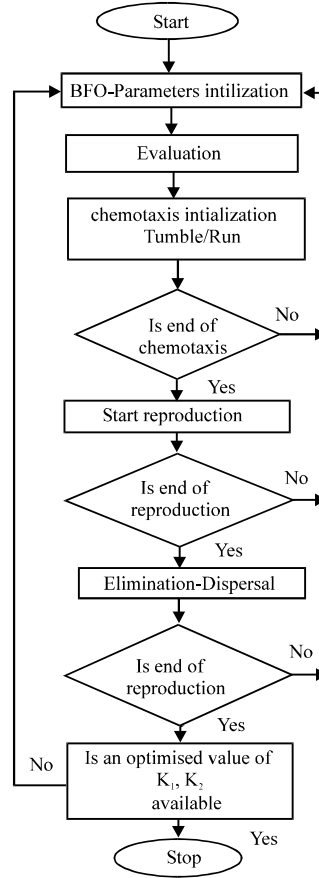 Start
BFO-Parameters intilization
Evaluation
chemotaxis intialization
Tumble/Run
No
Is end of
chemotaxis
Yes
Start reproduction
No
Is end of
reproduction
Yes
Elimination-Dispersal
No
Is end of
reproduction
Yes
No
Is an optimised value of
K₁, K₂
available
Yes
Stop